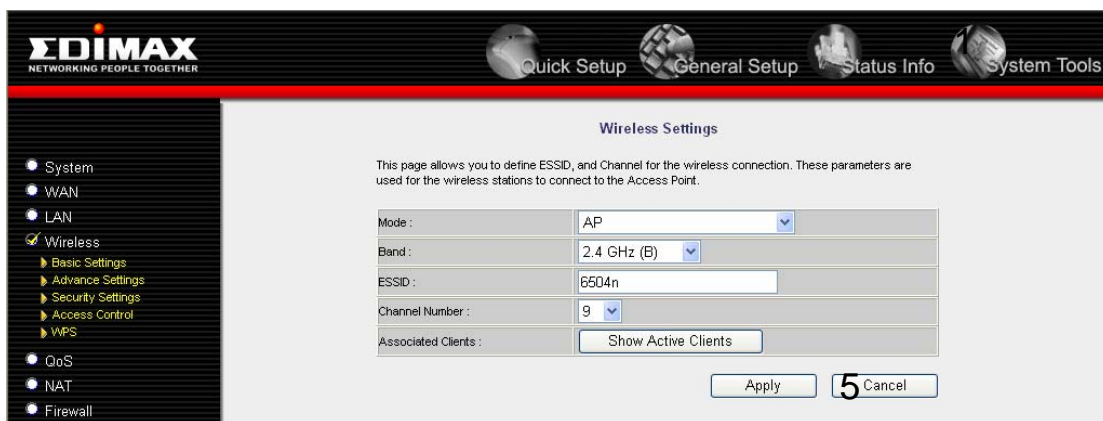 EDIMAX
NETWORKING PEOPLE TOGETHER
Quick Setup General Setup Status Info System Tools
System
WAN
LAN
Wireless
Basic Settings
Advance Settings
Security Settings
Access Control
WPS
QoS
NAT
Firewall
Wireless Settings
This page allows you to define ESSID, and Channel for the wireless connection. These parameters are
used for the wireless stations to connect to the Access Point.
Mode : AP
Band : 2.4 GHz (B)
ESSID : 6504n
Channel Number : 9
Associated Clients : Show Active Clients
Apply 5 Cancel